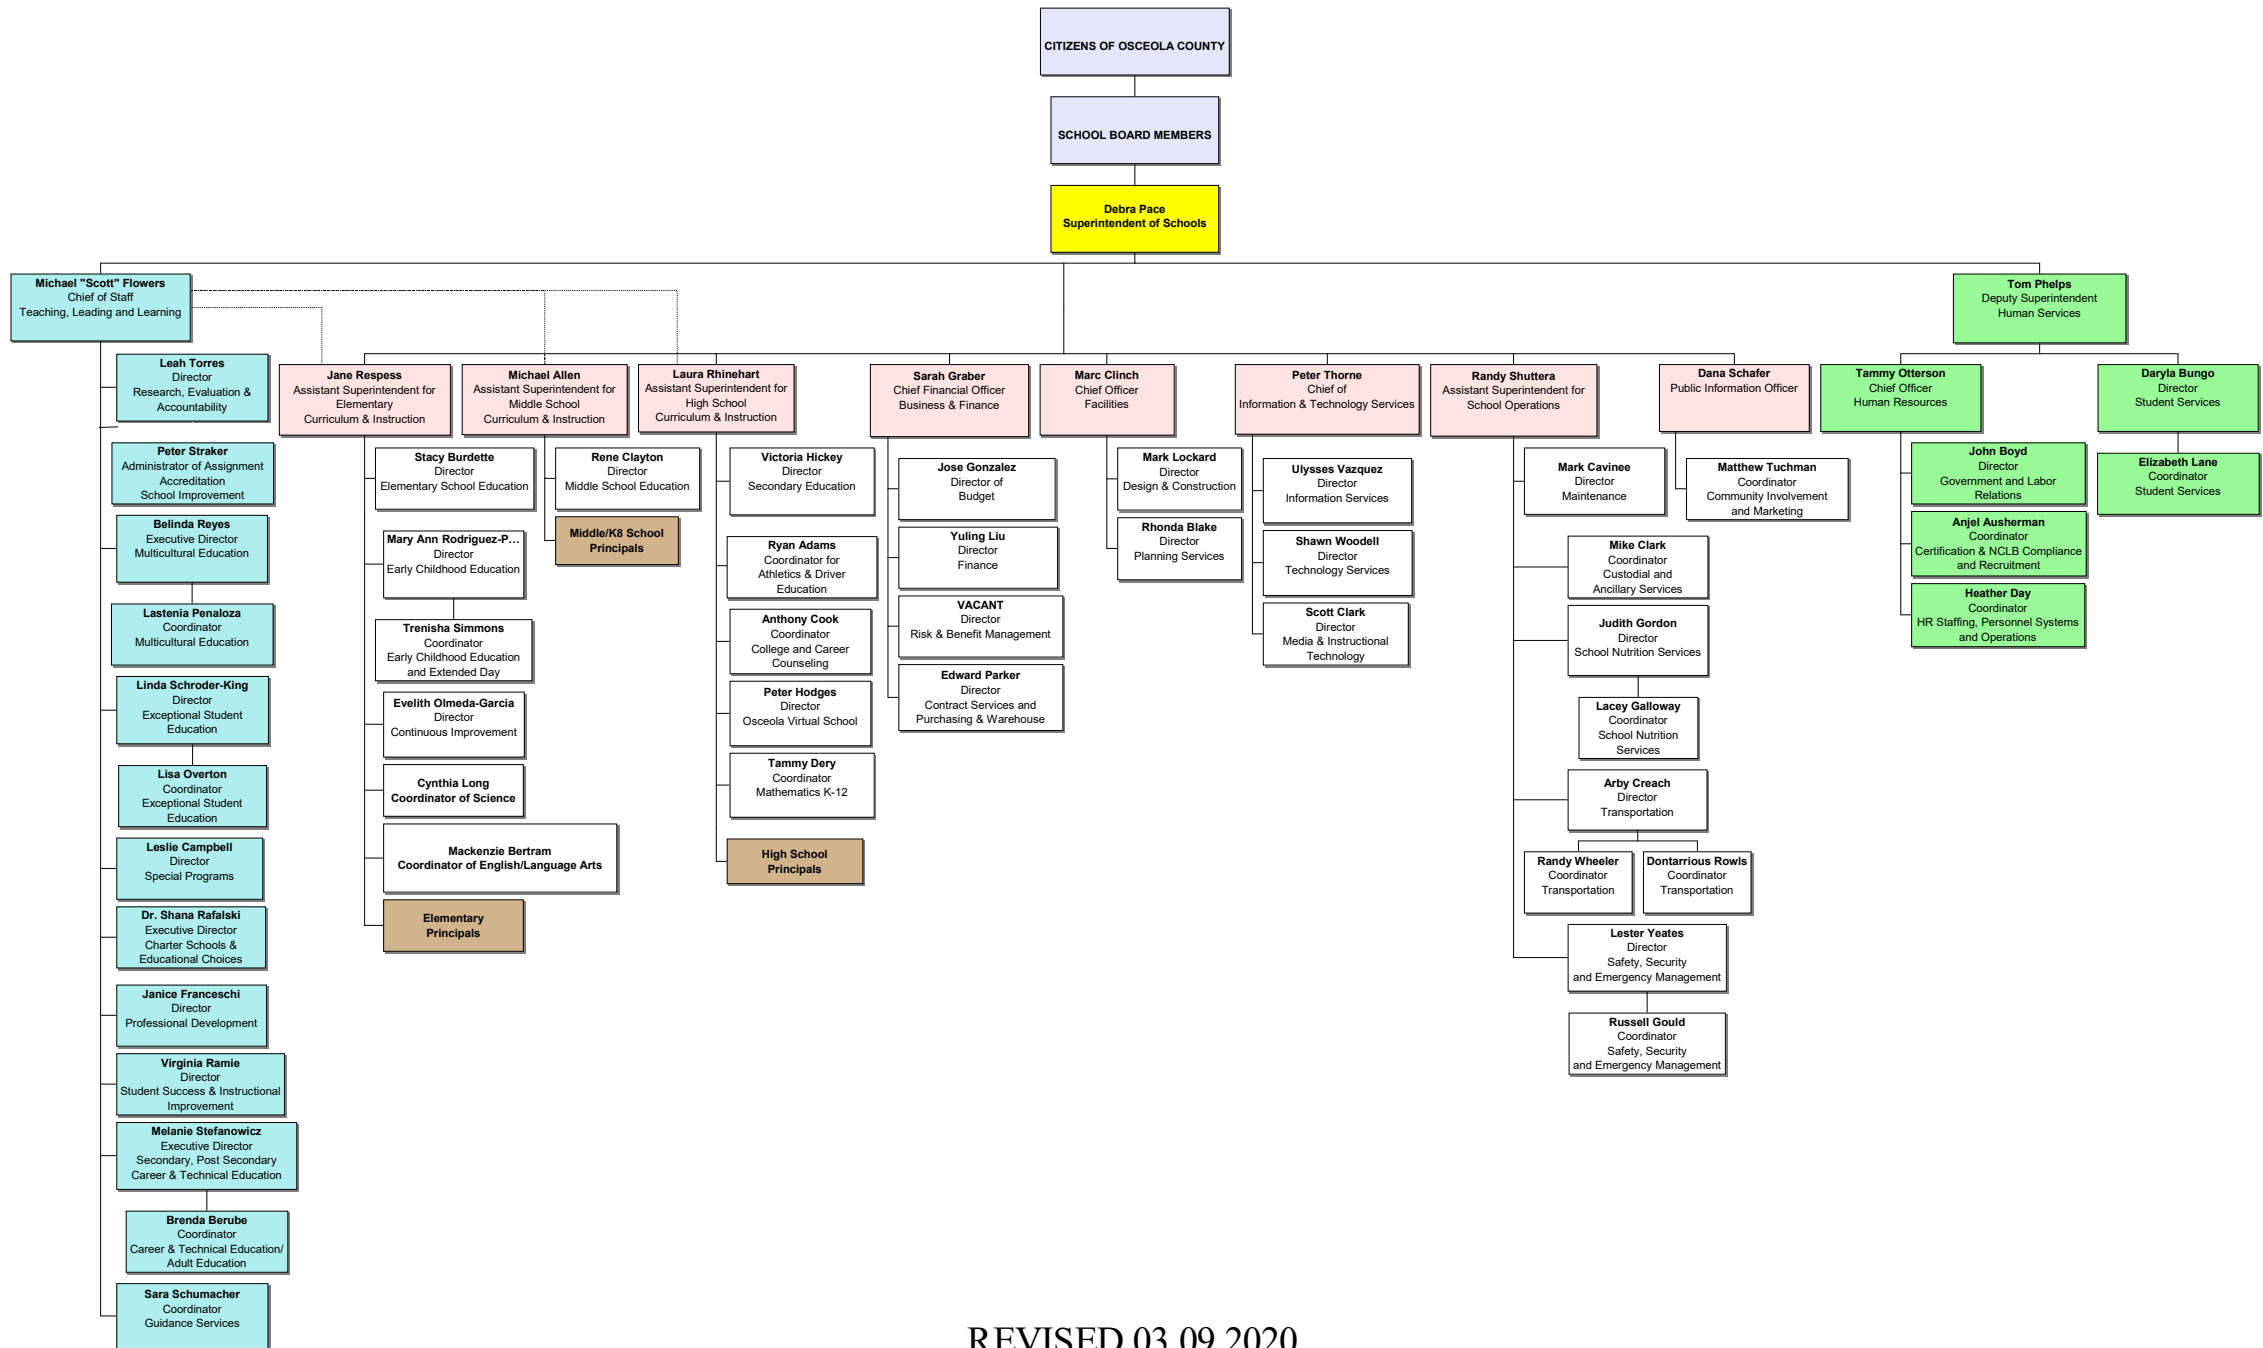 CITIZENS OF OSCEOLA COUNTY
SCHOOL BOARD MEMBERS
Debra Pace
Superintendent of Schools
Michael "Scott" Flowers
Chief of Staff
Teaching, Leading and Learning
Leah Torres
Director
Research, Evaluation &
Accountability
Peter Straker
Administrator of Assignment
Accreditation
School Improvement
Belinda Reyes
Executive Director
Multicultural Education
Lastenia Penaloza
Coordinator
Multicultural Education
Linda Schroder-King
Director
Exceptional Student
Education
Lisa Overton
Coordinator
Exceptional Student
Education
Leslie Campbell
Director
Special Programs
Dr. Shana Rafalski
Executive Director
Charter Schools &
Educational Choices
Janice Franceschi
Director
Professional Development
Virginia Ramie
Director
Student Success & Instructional
Improvement
Melanie Stefanowicz
Executive Director
Secondary, Post Secondary
Career & Technical Education
Brenda Berube
Coordinator
Career & Technical Education/
Adult Education
Sara Schumacher
Coordinator
Guidance Services
Jane Respess
Assistant Superintendent for
Elementary
Curriculum & Instruction
Stacy Burdette
Director
Elementary School Education
Mary Ann Rodriguez-P...
Director
Early Childhood Education
Trenisha Simmons
Coordinator
Early Childhood Education
and Extended Day
Evelith Olmeda-Garcia
Director
Continuous Improvement
Cynthia Long
Coordinator of Science
Mackenzie Bertram
Coordinator of English/Language Arts
Elementary
Principals
Michael Allen
Assistant Superintendent for
Middle School
Curriculum & Instruction
Rene Clayton
Director
Middle School Education
Middle/K8 School
Principals
Laura Rhinehart
Assistant Superintendent for
High School
Curriculum & Instruction
Victoria Hickey
Director
Secondary Education
Ryan Adams
Coordinator for
Athletics & Driver
Education
Anthony Cook
Coordinator
College and Career
Counseling
Peter Hodges
Director
Osceola Virtual School
Tammy Dery
Coordinator
Mathematics K-12
High School
Principals
Sarah Graber
Chief Financial Officer
Business & Finance
Jose Gonzalez
Director of
Budget
Yuling Liu
Director
Finance
VACANT
Director
Risk & Benefit Management
Edward Parker
Director
Contract Services and
Purchasing & Warehouse
Marc Clinch
Chief Officer
Facilities
Mark Lockard
Director
Design & Construction
Rhonda Blake
Director
Planning Services
Peter Thorne
Chief of
Information & Technology Services
Ulysses Vazquez
Director
Information Services
Shawn Woodell
Director
Technology Services
Scott Clark
Director
Media & Instructional
Technology
Randy Shuttera
Assistant Superintendent for
School Operations
Mark Cavinee
Director
Maintenance
Mike Clark
Coordinator
Custodial and
Ancillary Services
Judith Gordon
Director
School Nutrition Services
Lacey Galloway
Coordinator
School Nutrition
Services
Arby Creach
Director
Transportation
Randy Wheeler
Coordinator
Transportation
Dontarrious Rowls
Coordinator
Transportation
Lester Yeates
Director
Safety, Security
and Emergency Management
Russell Gould
Coordinator
Safety, Security
and Emergency Management
Dana Schafer
Public Information Officer
Matthew Tuchman
Coordinator
Community Involvement
and Marketing
Tom Phelps
Deputy Superintendent
Human Services
Tammy Otterson
Chief Officer
Human Resources
John Boyd
Director
Government and Labor
Relations
Anjel Ausherman
Coordinator
Certification & NCLB Compliance
and Recruitment
Heather Day
Coordinator
HR Staffing, Personnel Systems
and Operations
Daryla Bungo
Director
Student Services
Elizabeth Lane
Coordinator
Student Services
REVISED 03.09.2020